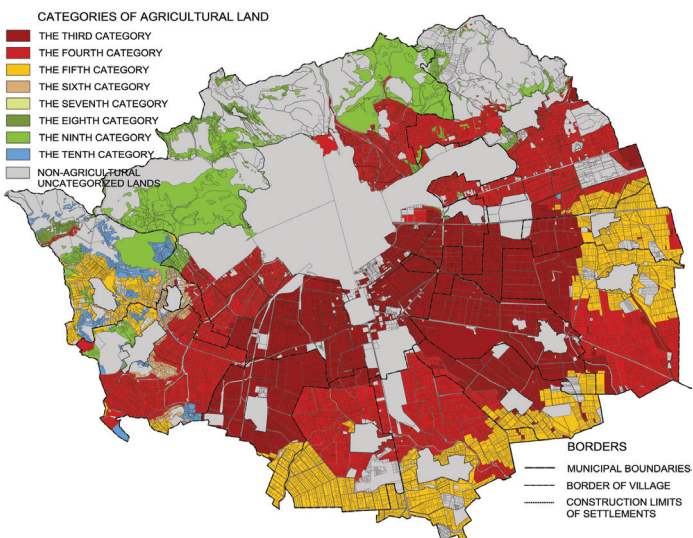 CATEGORIES OF AGRICULTURAL LAND
THE THIRD CATEGORY
THE FOURTH CATEGORY
THE FIFTH CATEGORY
THE SIXTH CATEGORY
THE SEVENTH CATEGORY
THE EIGHTH CATEGORY
THE NINTH CATEGORY
THE TENTH CATEGORY
NON-AGRICULTURAL
UNCATEGORIZED LANDS
BORDERS
MUNICIPAL BOUNDARIES
BORDER OF VILLAGE
CONSTRUCTION LIMITS
OF SETTLEMENTS